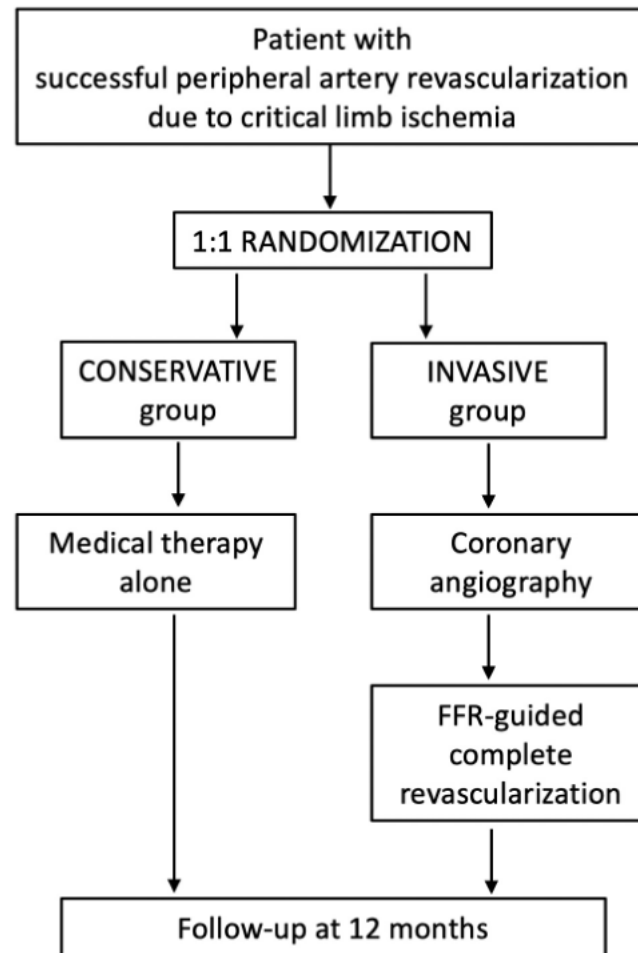 Patient with
successful peripheral artery revascularization
due to critical limb ischemia
1:1 RANDOMIZATION
CONSERVATIVE
group
INVASIVE
group
Medical therapy
alone
Coronary
angiography
FFR-guided
complete
revascularization
Follow-up at 12 months